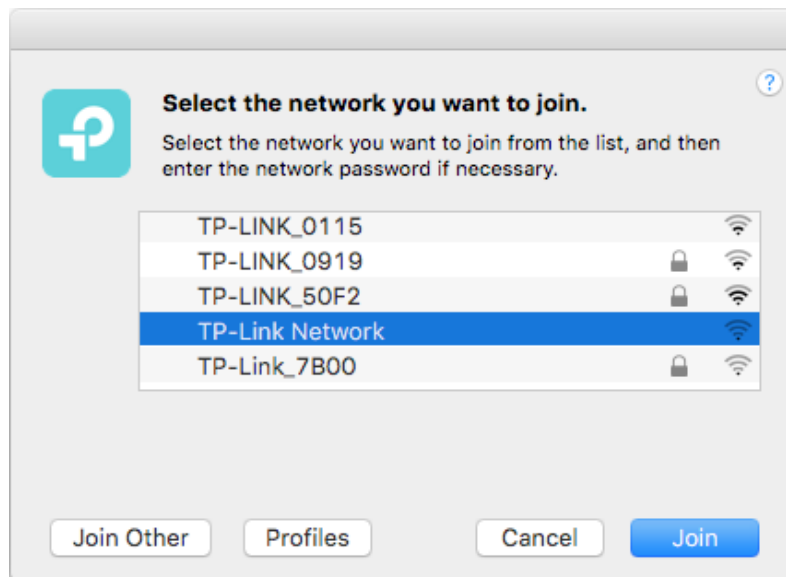 ?
Select the network you want to join.
Select the network you want to join from the list, and then
enter the network password if necessary.
TP-LINK_0115
TP-LINK_0919
TP-LINK_50F2
TP-Link Network
TP-Link_7B00
Join Other Profiles Cancel Join